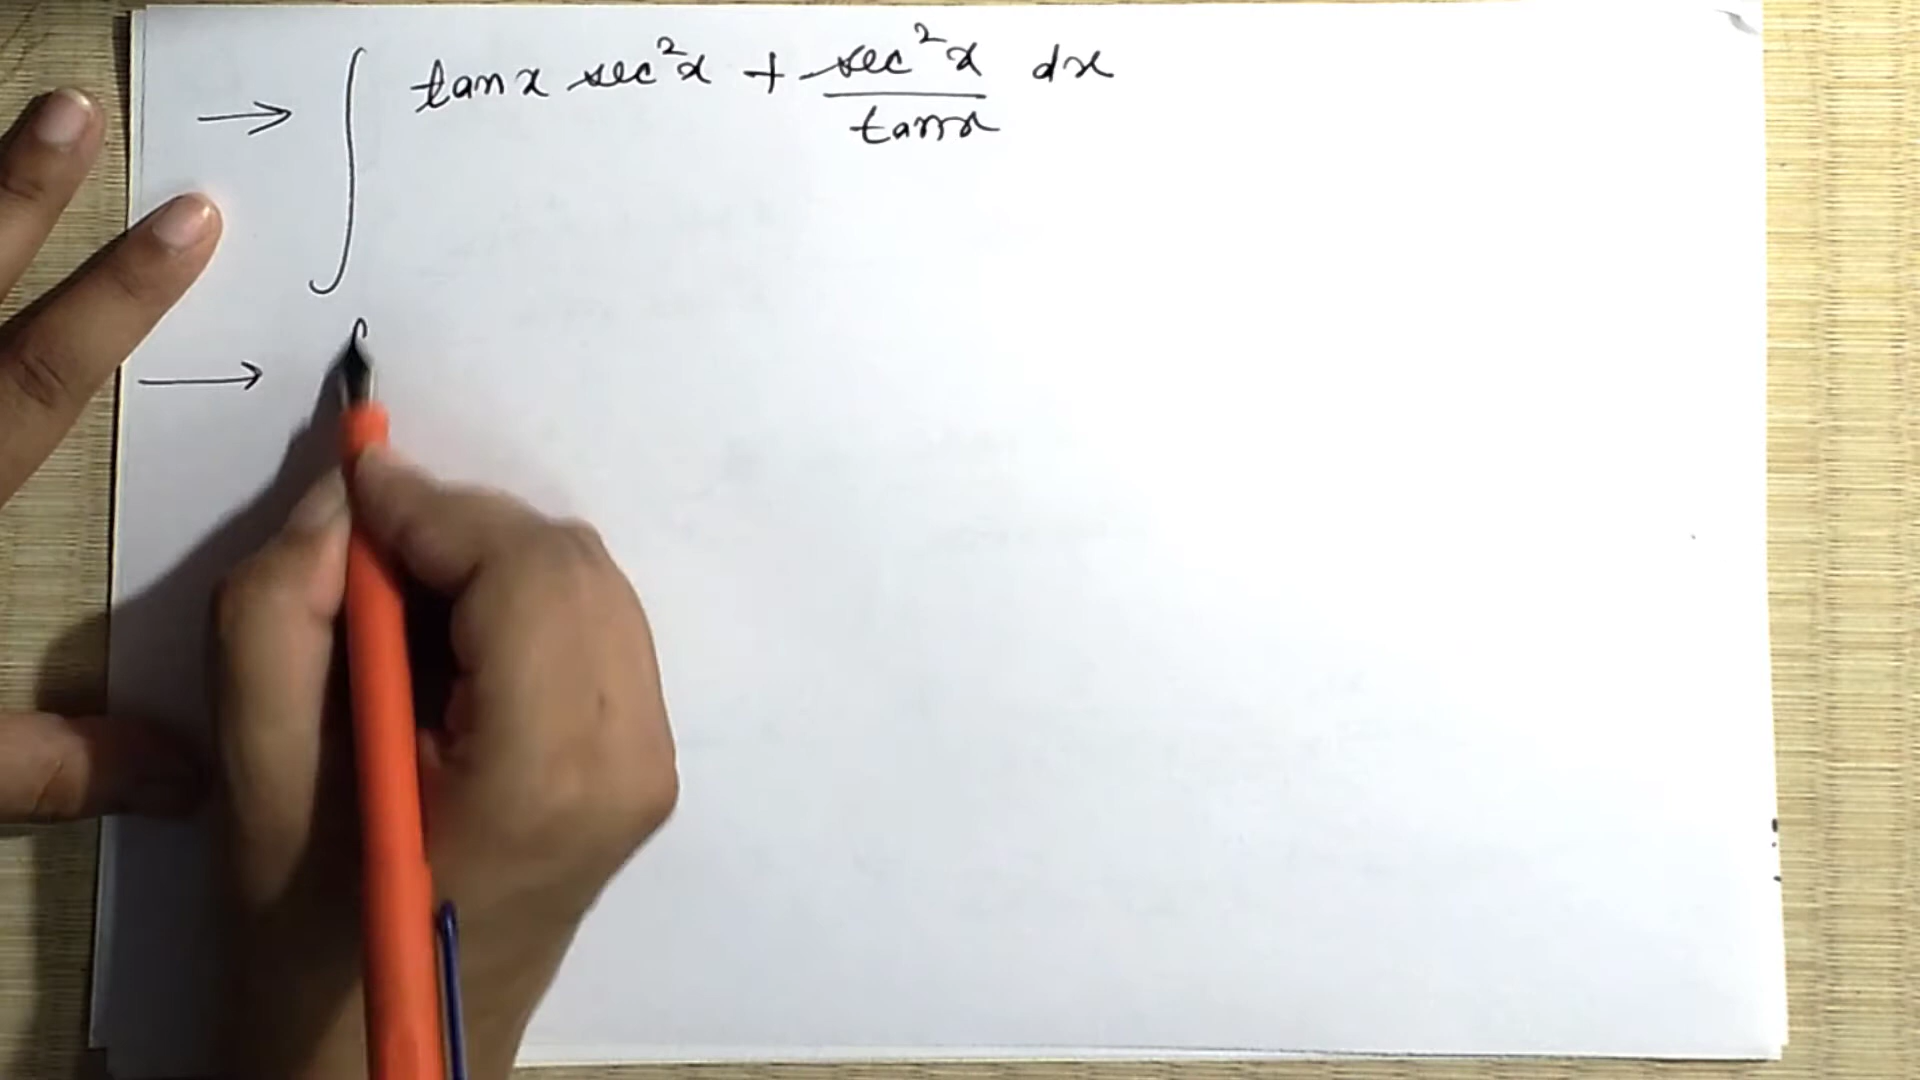 → ∫ tan x sec²x + sec²x / tan x dx
→ ∫